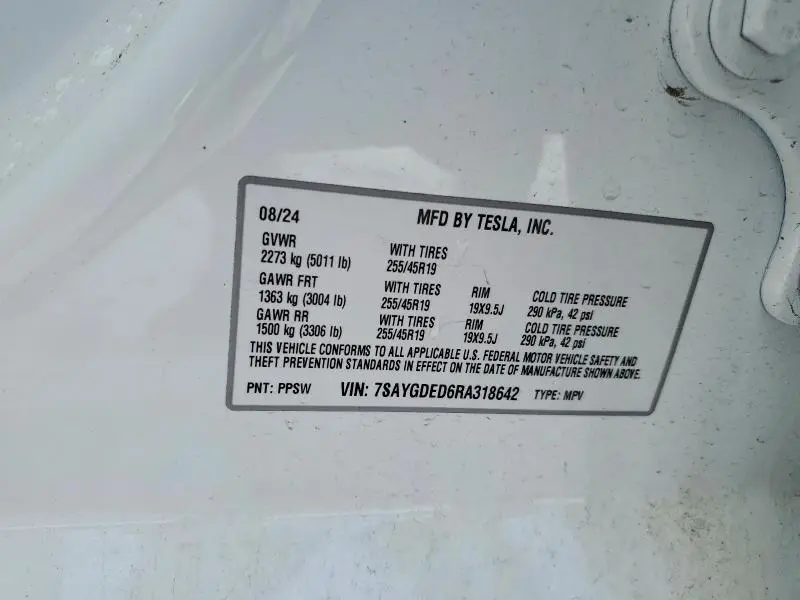 08/24 MFD BY TESLA, INC.
GVWR WITH TIRES
2273 kg (5011 lb) 255/45R19
GAWR FRT WITH TIRES RIM COLD TIRE PRESSURE
1363 kg (3004 lb) 255/45R19 19X9.5J 290 kPa, 42 psi
GAWR RR WITH TIRES RIM COLD TIRE PRESSURE
1500 kg (3306 lb) 255/45R19 19X9.5J 290 kPa, 42 psi
THIS VEHICLE CONFORMS TO ALL APPLICABLE U.S. FEDERAL MOTOR VEHICLE SAFETY AND
THEFT PREVENTION STANDARDS IN EFFECT ON THE DATE OF MANUFACTURE SHOWN ABOVE.
PNT: PPSW VIN: 7SAYGDED6RA318642 TYPE: MPV